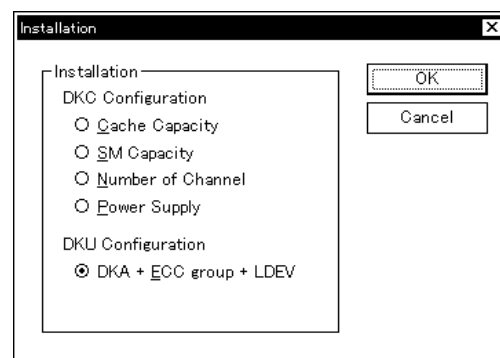 Installation
Installation
DKC Configuration
Cache Capacity
SM Capacity
Number of Channel
Power Supply
DKU Configuration
DKA + ECC group + LDEV
OK
Cancel